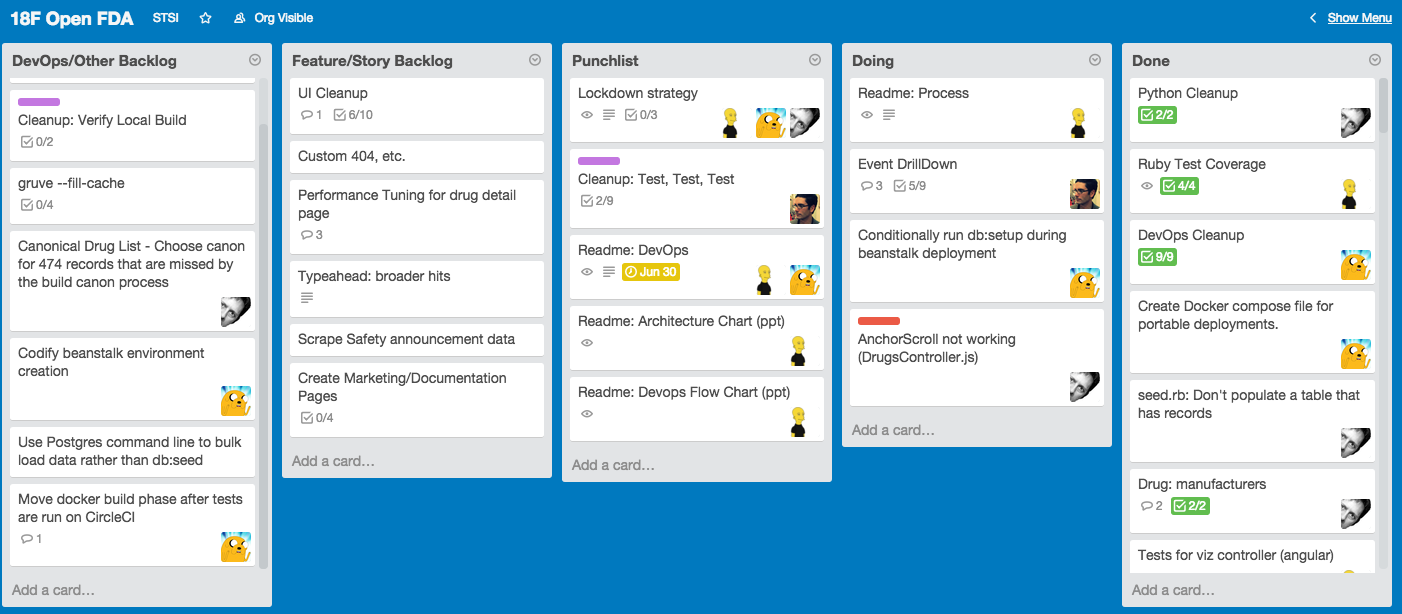 18F Open FDA STSI Org Visible Show Menu
DevOps/Other Backlog
Cleanup: Verify Local Build
0/2
gruve --fill-cache
0/4
Canonical Drug List - Choose canon
for 474 records that are missed by
the build canon process
Codify beanstalk environment
creation
Use Postgres command line to bulk
load data rather than db:seed
Move docker build phase after tests
are run on CircleCI
1
Add a card…
Feature/Story Backlog
UI Cleanup
1 6/10
Custom 404, etc.
Performance Tuning for drug detail
page
3
Typeahead: broader hits
Scrape Safety announcement data
Create Marketing/Documentation
Pages
0/4
Add a card…
Punchlist
Lockdown strategy
0/3
Cleanup: Test, Test, Test
2/9
Readme: DevOps
Jun 30
Readme: Architecture Chart (ppt)
Readme: Devops Flow Chart (ppt)
Add a card…
Doing
Readme: Process
Event DrillDown
3 5/9
Conditionally run db:setup during
beanstalk deployment
AnchorScroll not working
(DrugsController.js)
Add a card…
Done
Python Cleanup
2/2
Ruby Test Coverage
4/4
DevOps Cleanup
9/9
Create Docker compose file for
portable deployments.
seed.rb: Don't populate a table that
has records
Drug: manufacturers
2 2/2
Tests for viz controller (angular)
Add a card…